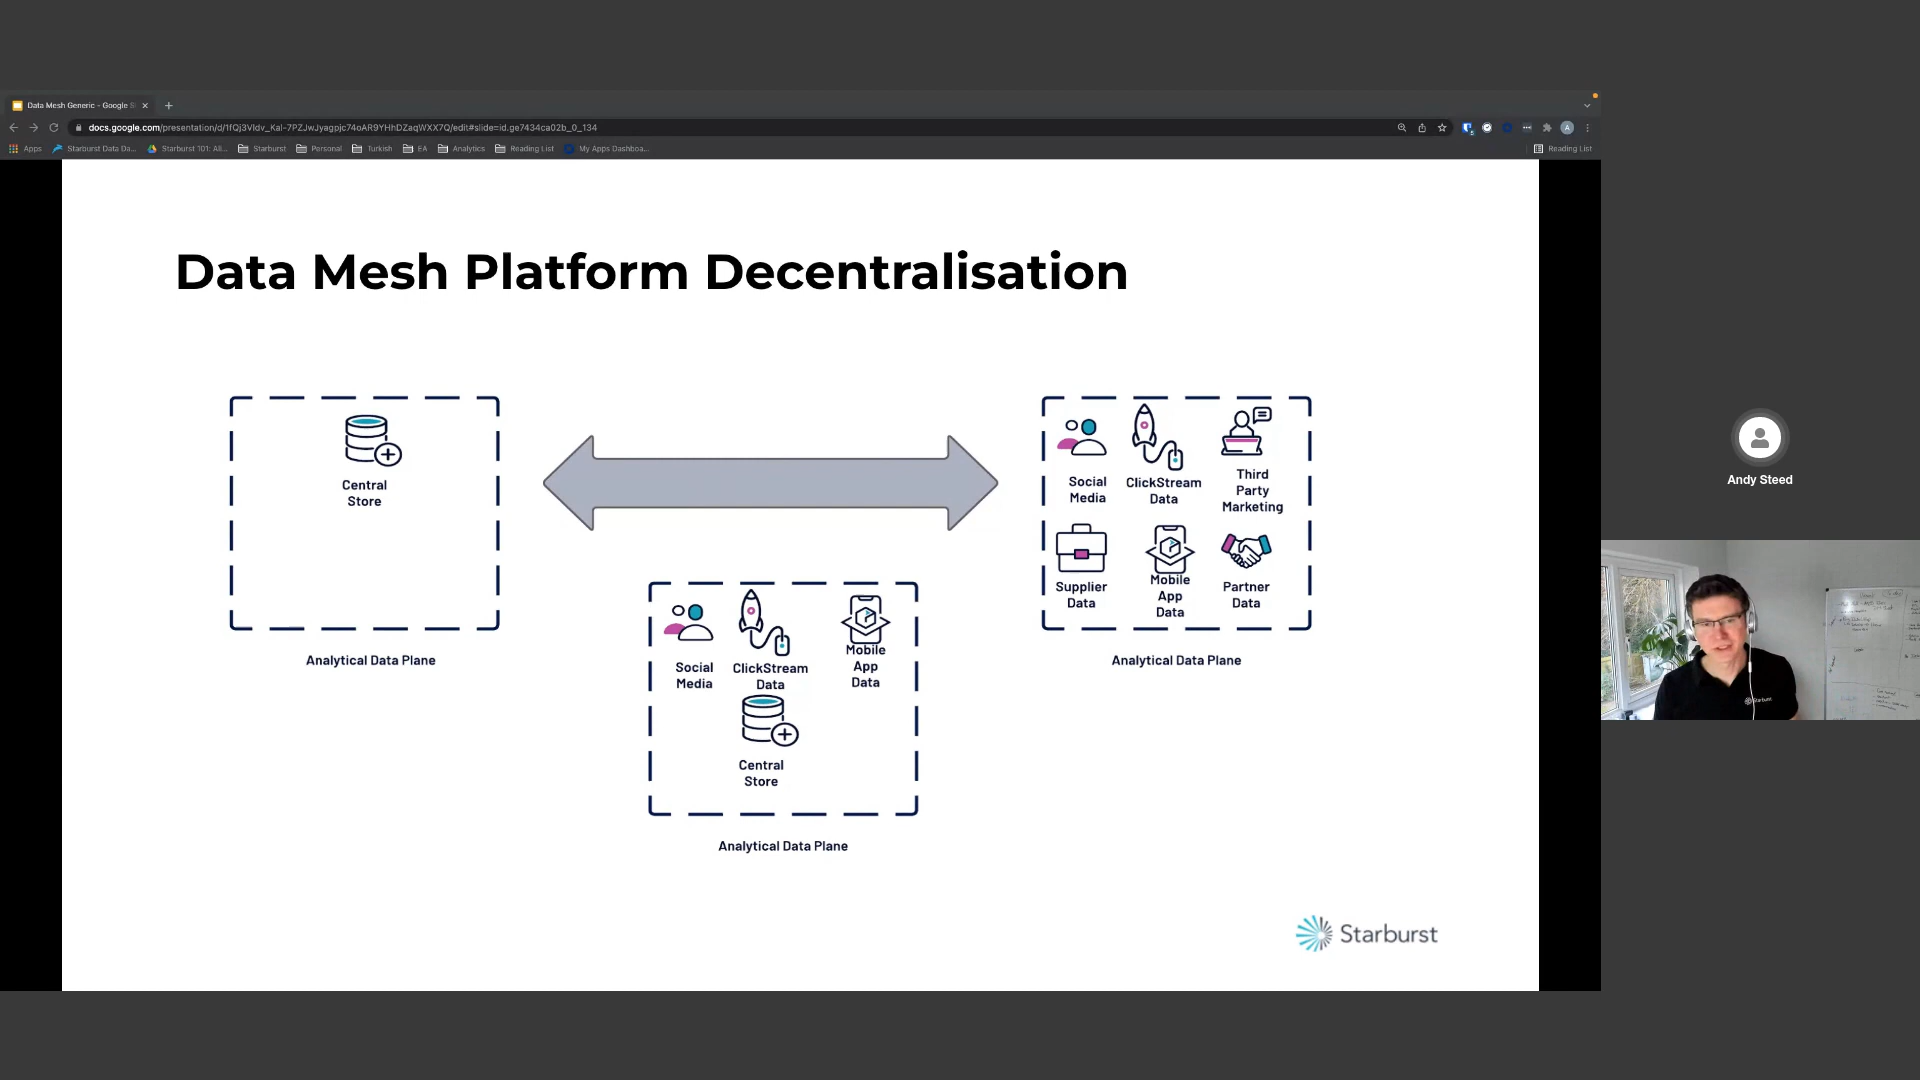 Data Mesh Generic - Google S
docs.google.com/presentation/d/1fQj3VIdv_KaI-7PZJwJyagpjc74oAR9YHhDZaqWXX7Q/edit#slide=id.ge7434ca02b_0_134
Apps
Starburst Data Da...
Starburst 101: All...
Starburst
Personal
Turkish
EA
Analytics
Reading List
My Apps Dashboa...
Reading List
Data Mesh Platform Decentralisation
Central
Store
Analytical Data Plane
Social
Media
ClickStream
Data
Mobile
App
Data
Central
Store
Analytical Data Plane
Social
Media
ClickStream
Data
Third
Party
Marketing
Supplier
Data
Mobile
App
Data
Partner
Data
Analytical Data Plane
Starburst
Andy Steed
Starburst